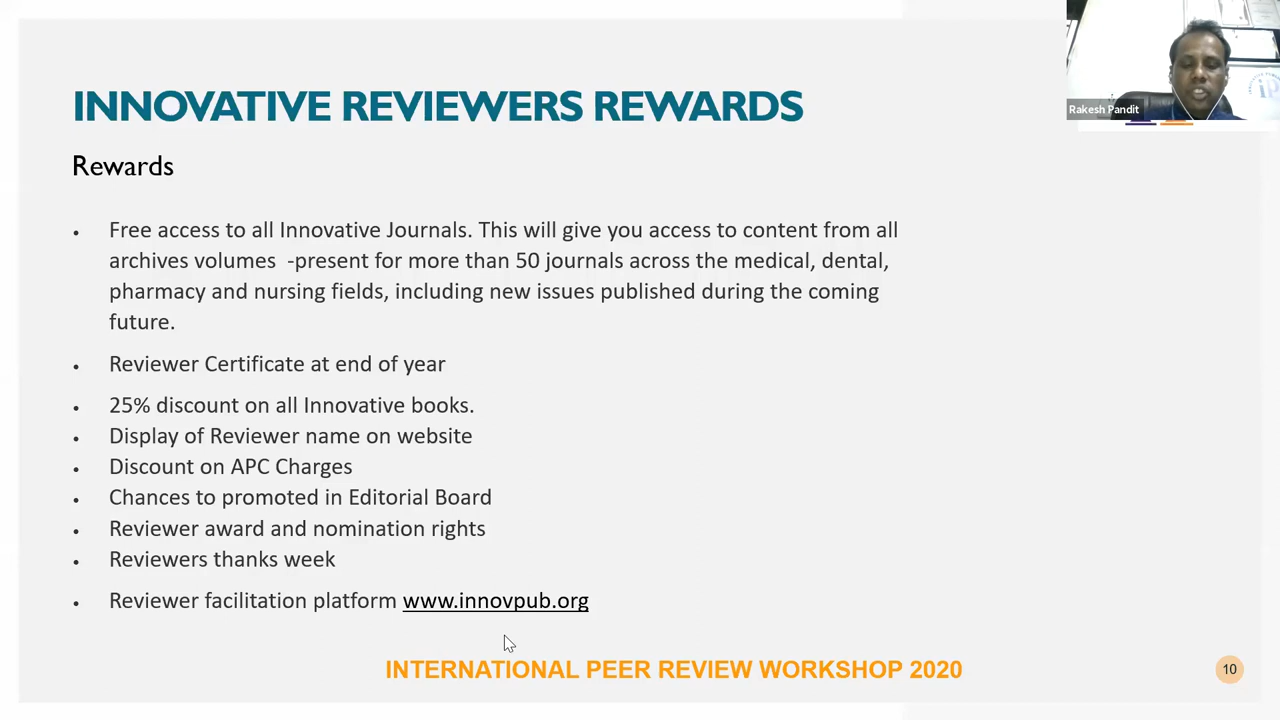 INNOVATIVE REVIEWERS REWARDS
Rakesh Pandit
Rewards
• Free access to all Innovative Journals. This will give you access to content from all
archives volumes -present for more than 50 journals across the medical, dental,
pharmacy and nursing fields, including new issues published during the coming
future.
• Reviewer Certificate at end of year
• 25% discount on all Innovative books.
• Display of Reviewer name on website
• Discount on APC Charges
• Chances to promoted in Editorial Board
• Reviewer award and nomination rights
• Reviewers thanks week
• Reviewer facilitation platform www.innovpub.org
INTERNATIONAL PEER REVIEW WORKSHOP 2020
10